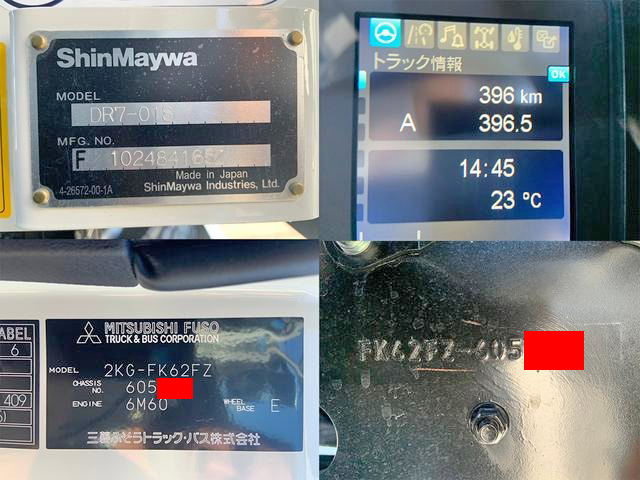 ShinMaywa
MODEL
DR7-01S
MFG. NO.
F 102484165Z
Made in Japan
4-26572-00-1A
ShinMaywa Industries, Ltd.
トラック情報
OK
396 km
A 396.5
14:45
23 ℃
ABEL
6
409
MITSUBISHI FUSO
TRUCK & BUS CORPORATION
MODEL 2KG-FK62FZ
CHASSIS NO. 605
ENGINE 6M60
WHEEL BASE E
三菱ふそうトラック・バス株式会社
FK62FZ-605